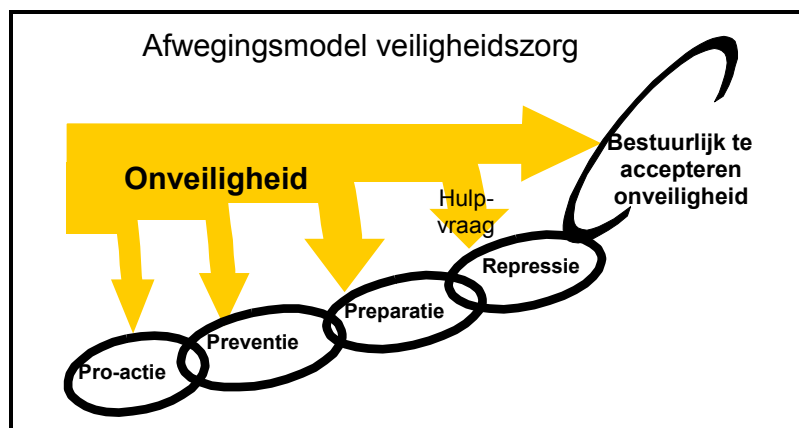 Afwegingsmodel veiligheidszorg
Onveiligheid
Bestuurlijk te
accepteren
onveiligheid
Hulp-
vraag
Repressie
Preparatie
Preventie
Pro-actie